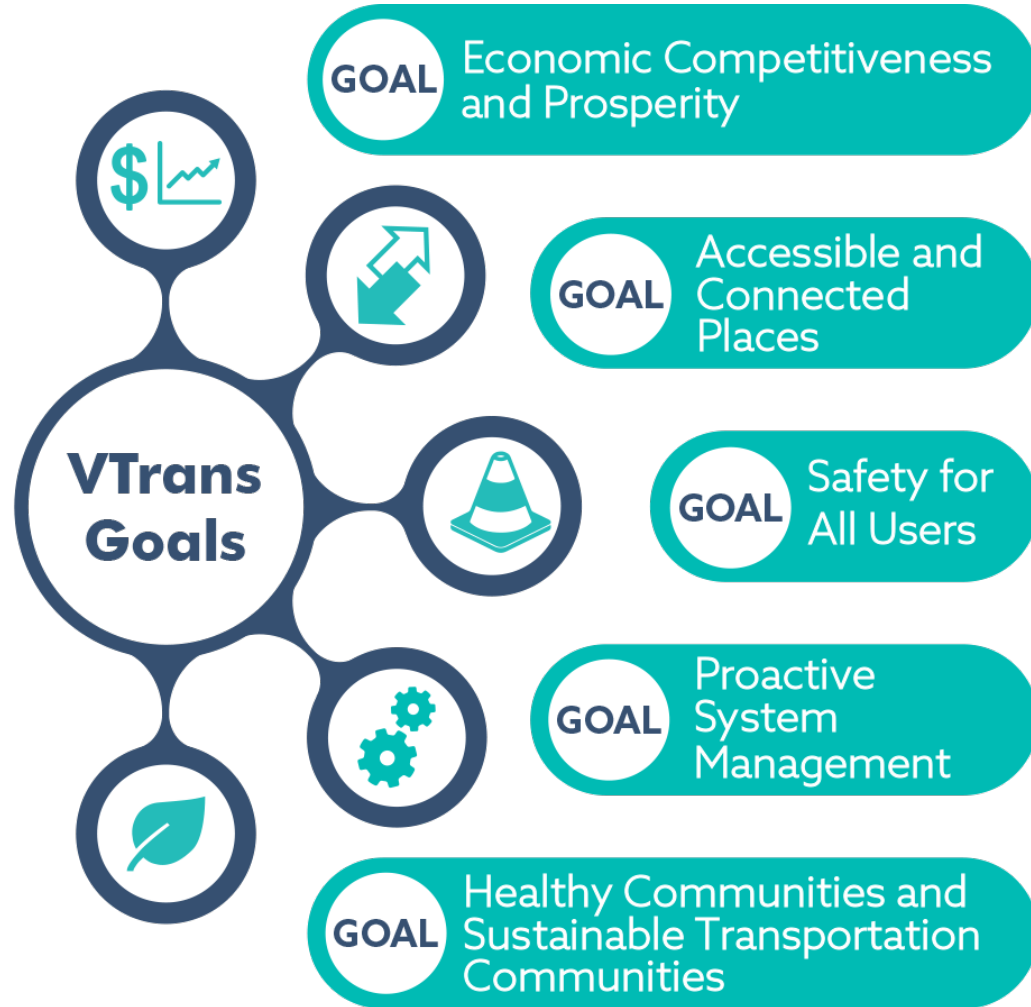 GOAL
Economic Competitiveness
and Prosperity
$
GOAL
Accessible and
Connected
Places
VTrans
Goals
GOAL
Safety for
All Users
GOAL
Proactive
System
Management
GOAL
Healthy Communities and
Sustainable Transportation
Communities